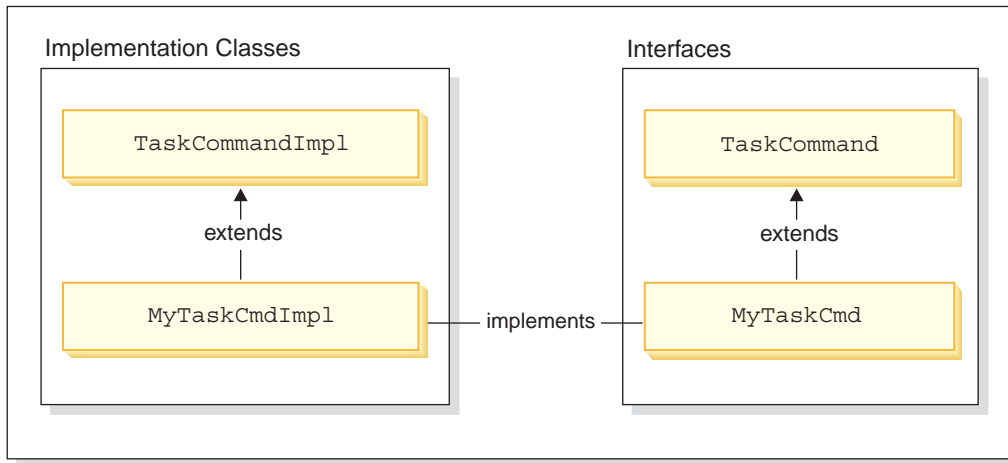 Implementation Classes
Interfaces
TaskCommandImpl
TaskCommand
extends
extends
MyTaskCmdImpl
implements
MyTaskCmd